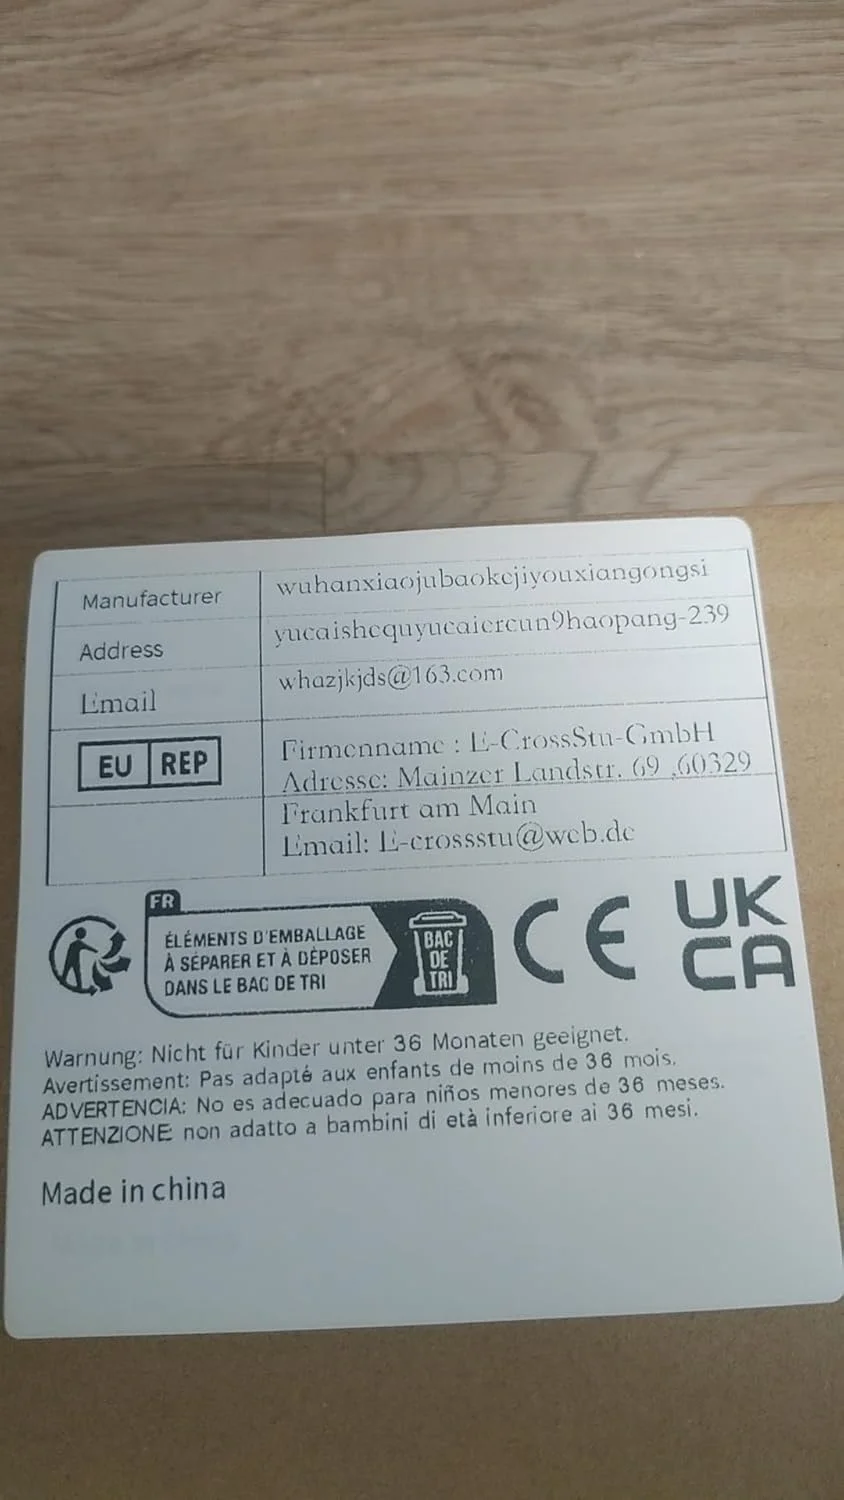 Manufacturer wuhanxiaojubaokejiyouxiangongsi
Address yucaishequyucaiercun9haopang-239
Email whazjkjds@163.com
EU REP Firmenname : E-CrossStu-GmbH
Adresse: Mainzer Landstr. 69 ,60329
Frankfurt am Main
Email: E-crossstu@web.de
FR
ÉLÉMENTS D'EMBALLAGE
À SÉPARER ET À DÉPOSER
DANS LE BAC DE TRI
BAC
DE
TRI
CE
UK
CA
Warnung: Nicht für Kinder unter 36 Monaten geeignet.
Avertissement: Pas adapté aux enfants de moins de 36 mois.
ADVERTENCIA: No es adecuado para niños menores de 36 meses.
ATTENZIONE: non adatto a bambini di età inferiore ai 36 mesi.
Made in china